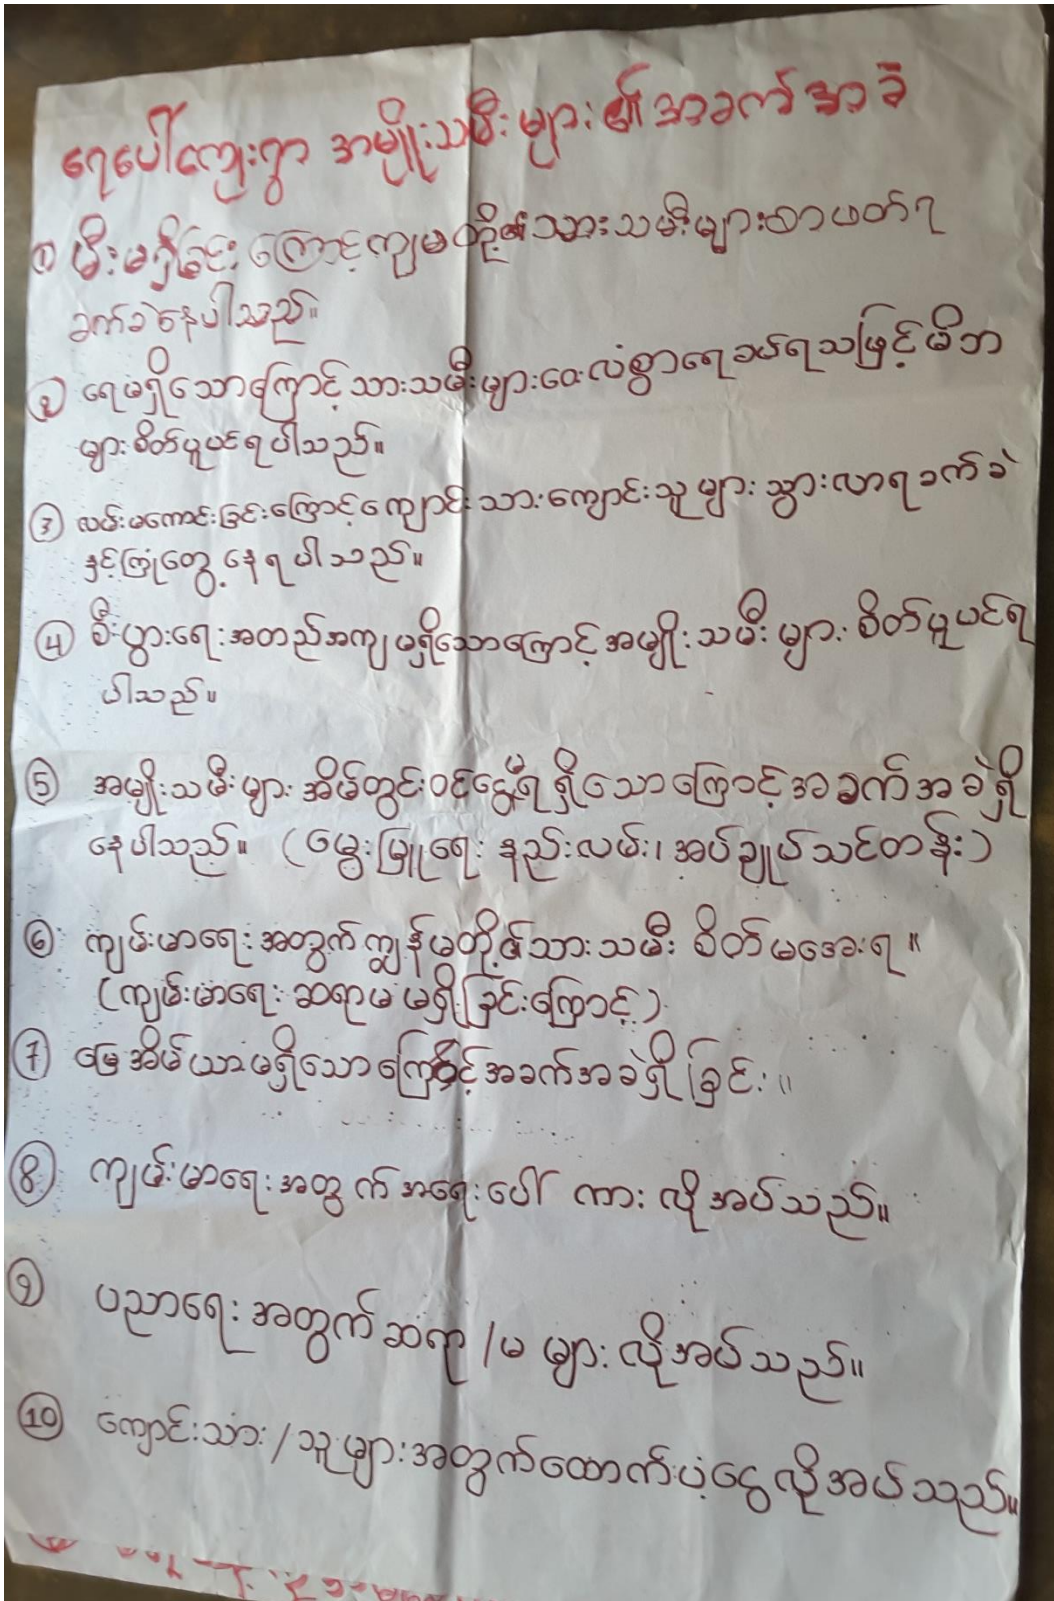 ရေပေါ်ကျေးရွာ အမျိုးသမီးများ၏အခက်အခဲ
၁ မီးမရှိခြင်းကြောင့်ကျမတို့၏သားသမီးများစာဖတ်ရ
ခက်ခဲနေပါသည်။
၂ ရေမရှိသောကြောင့်သားသမီးများဝေးလံစွာရေခပ်ရသဖြင့်မိဘ
များစိတ်ပူပင်ရပါသည်။
3 လမ်းမကောင်းခြင်းကြောင့်ကျောင်းသားကျောင်းသူများသွားလာရခက်ခဲ
နှင့်ကြုံတွေ့နေရပါသည်။
4 စီးပွားရေးအတည်အကျမရှိသောကြောင့်အမျိုးသမီးများစိတ်ပူပင်ရ
ပါသည်။
5 အမျိုးသမီးများအိမ်တွင်းဝင်ငွေမရရှိသောကြောင့်အခက်အခဲရှိ
နေပါသည်။ (မွေးမြူရေးနည်းလမ်း၊အပ်ချုပ်သင်တန်း)
၆ ကျမ်းမာရေးအတွက်ကျွန်မတို့၏သားသမီး စိတ်မအေးရ။
(ကျမ်းမာရေးဆရာမမရှိခြင်းကြောင့်)
7 မြေအိမ်ယာမရှိသောကြောင့်အခက်အခဲရှိခြင်း။
8 ကျမ်းမာရေးအတွက်အရေးပေါ် ကားလိုအပ်သည်။
9 ပညာရေးအတွက်ဆရာ/မများလိုအပ်သည်။
10 ကျောင်းသား/သူများအတွက်ထောက်ပံ့ငွေလိုအပ်သည်။